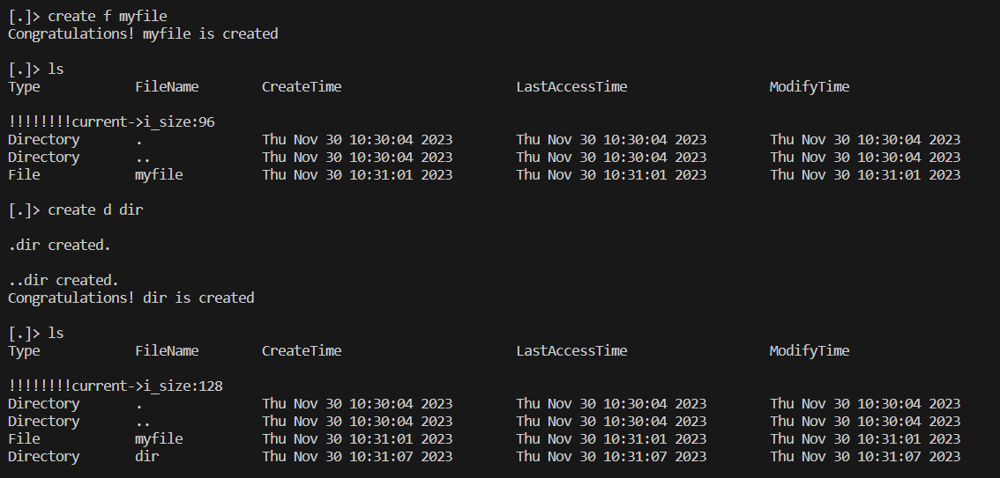 [.]> create f myfile
Congratulations! myfile is created
[.]> ls
Type            FileName        CreateTime                      LastAccessTime                  ModifyTime
!!!!!!!!current->i_size:96
Directory       .               Thu Nov 30 10:30:04 2023        Thu Nov 30 10:30:04 2023        Thu Nov 30 10:30:04 2023
Directory       ..              Thu Nov 30 10:30:04 2023        Thu Nov 30 10:30:04 2023        Thu Nov 30 10:30:04 2023
File            myfile          Thu Nov 30 10:31:01 2023        Thu Nov 30 10:31:01 2023        Thu Nov 30 10:31:01 2023
[.]> create d dir
.dir created.
..dir created.
Congratulations! dir is created
[.]> ls
Type            FileName        CreateTime                      LastAccessTime                  ModifyTime
!!!!!!!!current->i_size:128
Directory       .               Thu Nov 30 10:30:04 2023        Thu Nov 30 10:30:04 2023        Thu Nov 30 10:30:04 2023
Directory       ..              Thu Nov 30 10:30:04 2023        Thu Nov 30 10:30:04 2023        Thu Nov 30 10:30:04 2023
File            myfile          Thu Nov 30 10:31:01 2023        Thu Nov 30 10:31:01 2023        Thu Nov 30 10:31:01 2023
Directory       dir             Thu Nov 30 10:31:07 2023        Thu Nov 30 10:31:07 2023        Thu Nov 30 10:31:07 2023